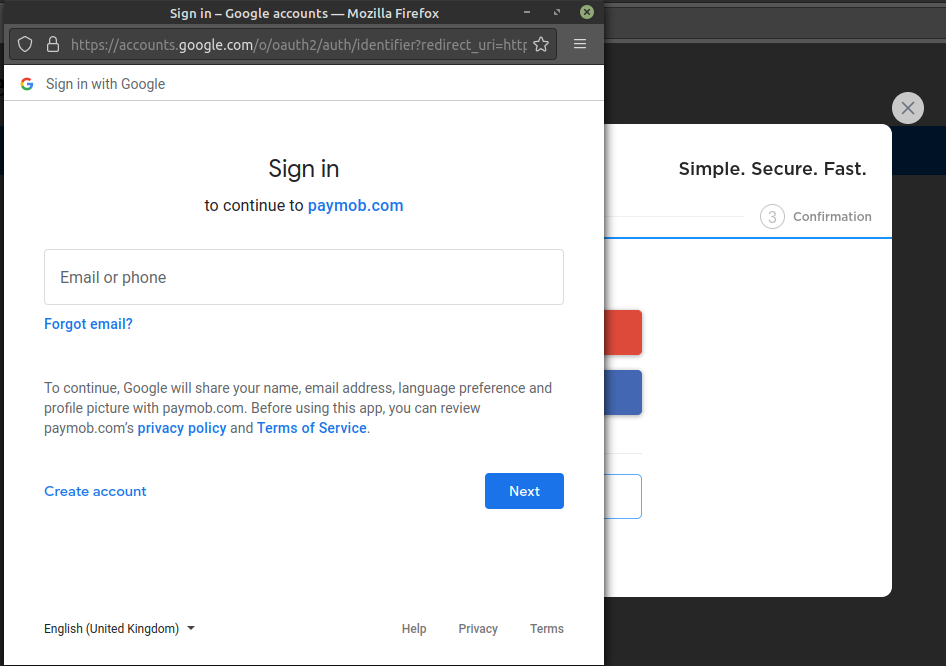 Sign in – Google accounts — Mozilla Firefox
https://accounts.google.com/o/oauth2/auth/identifier?redirect_uri=http
Sign in with Google
Sign in
to continue to paymob.com
Email or phone
Forgot email?
To continue, Google will share your name, email address, language preference and
profile picture with paymob.com. Before using this app, you can review
paymob.com’s privacy policy and Terms of Service.
Create account
Next
English (United Kingdom)
Help
Privacy
Terms
Simple. Secure. Fast.
3 Confirmation